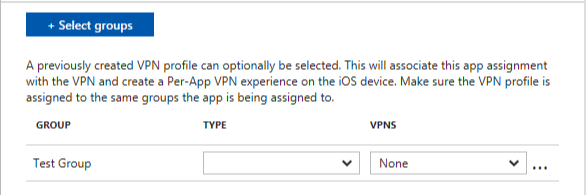 + Select groups
A previously created VPN profile can optionally be selected. This will associate this app assignment
with the VPN and create a Per-App VPN experience on the iOS device. Make sure the VPN profile is
assigned to the same groups the app is being assigned to.
GROUP TYPE VPNS
Test Group None ...